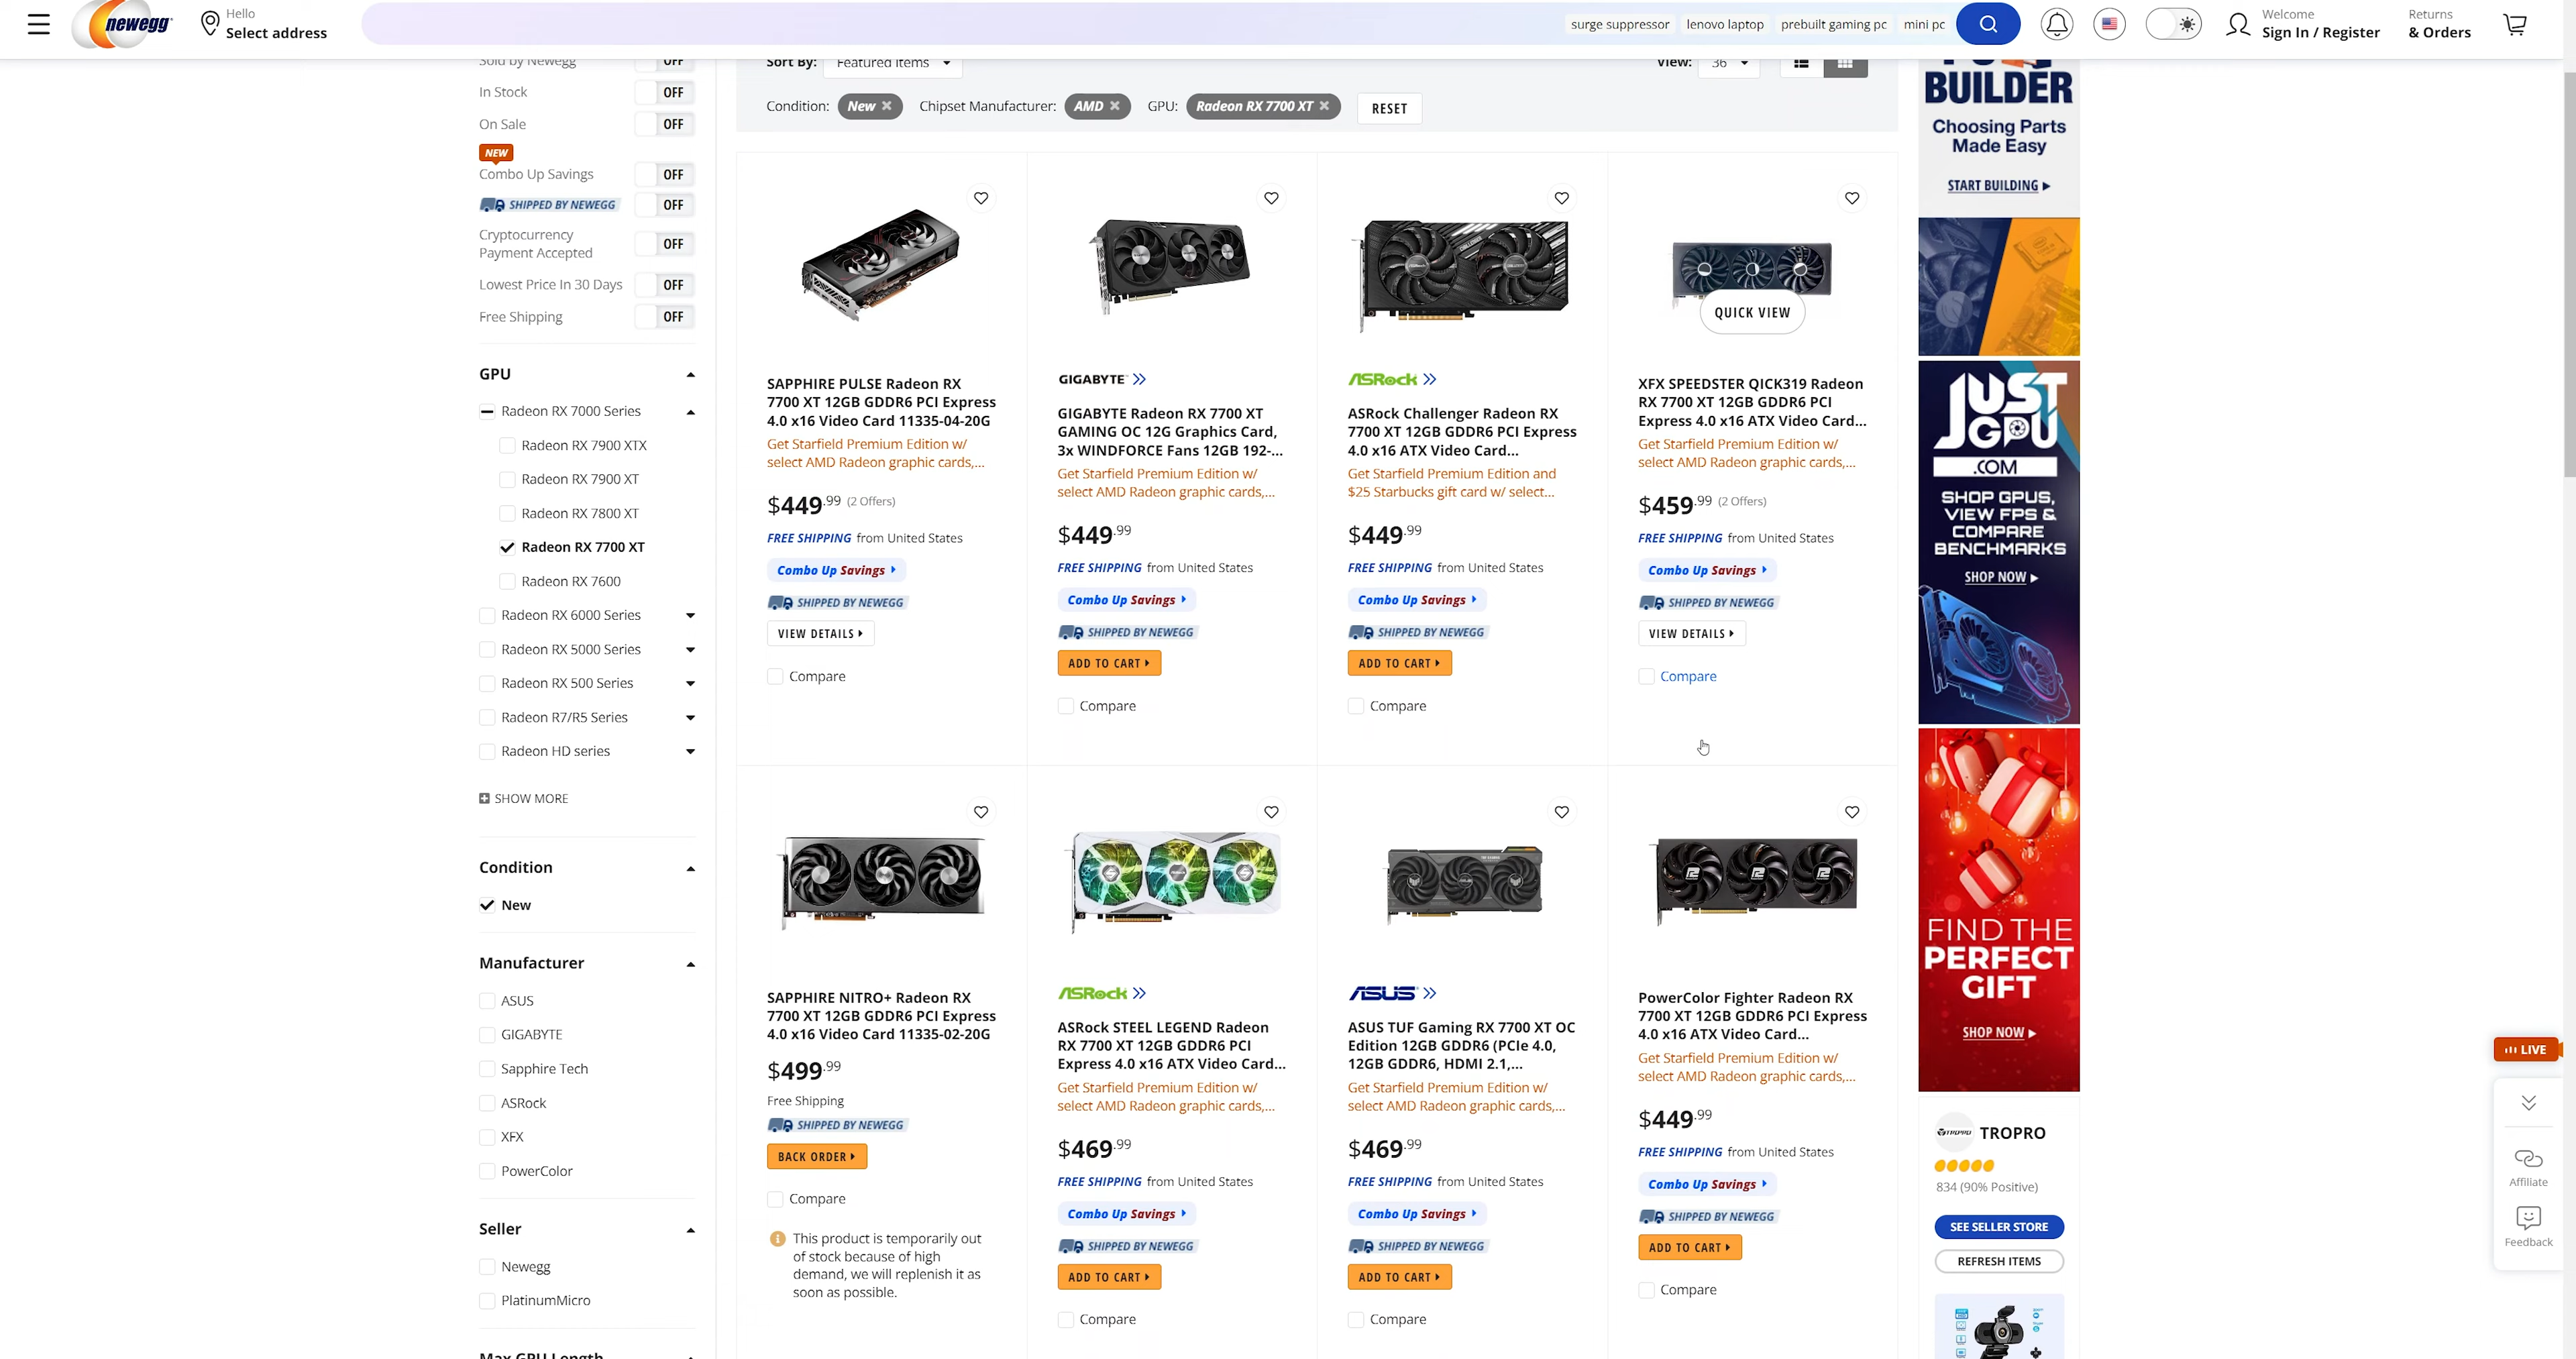 newegg
Hello
Select address
surge suppressor
lenovo laptop
prebuilt gaming pc
mini pc
Welcome
Sign In / Register
Returns
& Orders
Sold by Newegg
OFF
In Stock
OFF
On Sale
OFF
NEW
Combo Up Savings
OFF
SHIPPED BY NEWEGG
OFF
Cryptocurrency
Payment Accepted
OFF
Lowest Price In 30 Days
OFF
Free Shipping
OFF
GPU
Radeon RX 7000 Series
Radeon RX 7900 XTX
Radeon RX 7900 XT
Radeon RX 7800 XT
Radeon RX 7700 XT
Radeon RX 7600
Radeon RX 6000 Series
Radeon RX 5000 Series
Radeon RX 500 Series
Radeon R7/R5 Series
Radeon HD series
SHOW MORE
Condition
New
Manufacturer
ASUS
GIGABYTE
Sapphire Tech
ASRock
XFX
PowerColor
Seller
Newegg
PlatinumMicro
Max GPU Length
Sort By:
Featured Items
View:
36
Condition:
New
Chipset Manufacturer:
AMD
GPU:
Radeon RX 7700 XT
RESET
SAPPHIRE PULSE Radeon RX
7700 XT 12GB GDDR6 PCI Express
4.0 x16 Video Card 11335-04-20G
Get Starfield Premium Edition w/
select AMD Radeon graphic cards,...
$449.99 (2 Offers)
FREE SHIPPING from United States
Combo Up Savings
SHIPPED BY NEWEGG
VIEW DETAILS
Compare
GIGABYTE
GIGABYTE Radeon RX 7700 XT
GAMING OC 12G Graphics Card,
3x WINDFORCE Fans 12GB 192-...
Get Starfield Premium Edition w/
select AMD Radeon graphic cards,...
$449.99
FREE SHIPPING from United States
Combo Up Savings
SHIPPED BY NEWEGG
ADD TO CART
Compare
ASRock
ASRock Challenger Radeon RX
7700 XT 12GB GDDR6 PCI Express
4.0 x16 ATX Video Card...
Get Starfield Premium Edition and
$25 Starbucks gift card w/ select...
$449.99
FREE SHIPPING from United States
Combo Up Savings
SHIPPED BY NEWEGG
ADD TO CART
Compare
QUICK VIEW
XFX SPEEDSTER QICK319 Radeon
RX 7700 XT 12GB GDDR6 PCI
Express 4.0 x16 ATX Video Card...
Get Starfield Premium Edition w/
select AMD Radeon graphic cards,...
$459.99 (2 Offers)
FREE SHIPPING from United States
Combo Up Savings
SHIPPED BY NEWEGG
VIEW DETAILS
Compare
SAPPHIRE NITRO+ Radeon RX
7700 XT 12GB GDDR6 PCI Express
4.0 x16 Video Card 11335-02-20G
$499.99
Free Shipping
SHIPPED BY NEWEGG
BACK ORDER
Compare
This product is temporarily out
of stock because of high
demand, we will replenish it as
soon as possible.
ASRock
ASRock STEEL LEGEND Radeon
RX 7700 XT 12GB GDDR6 PCI
Express 4.0 x16 ATX Video Card...
Get Starfield Premium Edition w/
select AMD Radeon graphic cards,...
$469.99
FREE SHIPPING from United States
Combo Up Savings
SHIPPED BY NEWEGG
ADD TO CART
Compare
ASUS
ASUS TUF Gaming RX 7700 XT OC
Edition 12GB GDDR6 (PCIe 4.0,
12GB GDDR6, HDMI 2.1,...
Get Starfield Premium Edition w/
select AMD Radeon graphic cards,...
$469.99
FREE SHIPPING from United States
Combo Up Savings
SHIPPED BY NEWEGG
ADD TO CART
Compare
PowerColor Fighter Radeon RX
7700 XT 12GB GDDR6 PCI Express
4.0 x16 ATX Video Card...
Get Starfield Premium Edition w/
select AMD Radeon graphic cards,...
$449.99
FREE SHIPPING from United States
Combo Up Savings
SHIPPED BY NEWEGG
ADD TO CART
Compare
BUILDER
Choosing Parts
Made Easy
START BUILDING
JUST
GPU
.COM
SHOP GPUS,
VIEW FPS &
COMPARE
BENCHMARKS
SHOP NOW
FIND THE
PERFECT
GIFT
SHOP NOW
TROPRO
834 (90% Positive)
SEE SELLER STORE
REFRESH ITEMS
LIVE
Affiliate
Feedback